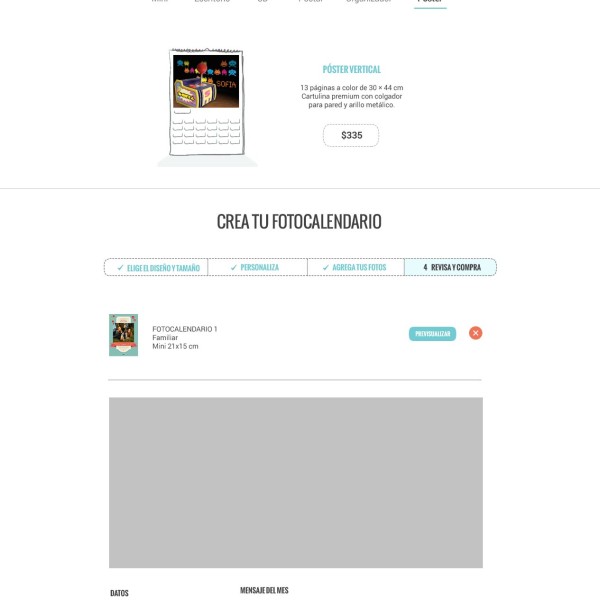 Mini Escritorio CD Postal Organizador Póster
SOFIA
PÓSTER VERTICAL
13 páginas a color de 30 × 44 cm
Cartulina premium con colgador
para pared y arillo metálico.
$335
CREA TU FOTOCALENDARIO
✓ ELIGE EL DISEÑO Y TAMAÑO ✓ PERSONALIZA ✓ AGREGA TUS FOTOS 4 REVISA Y COMPRA
FOTOCALENDARIO 1
Familiar
Mini 21x15 cm
PREVISUALIZAR
DATOS
MENSAJE DEL MES